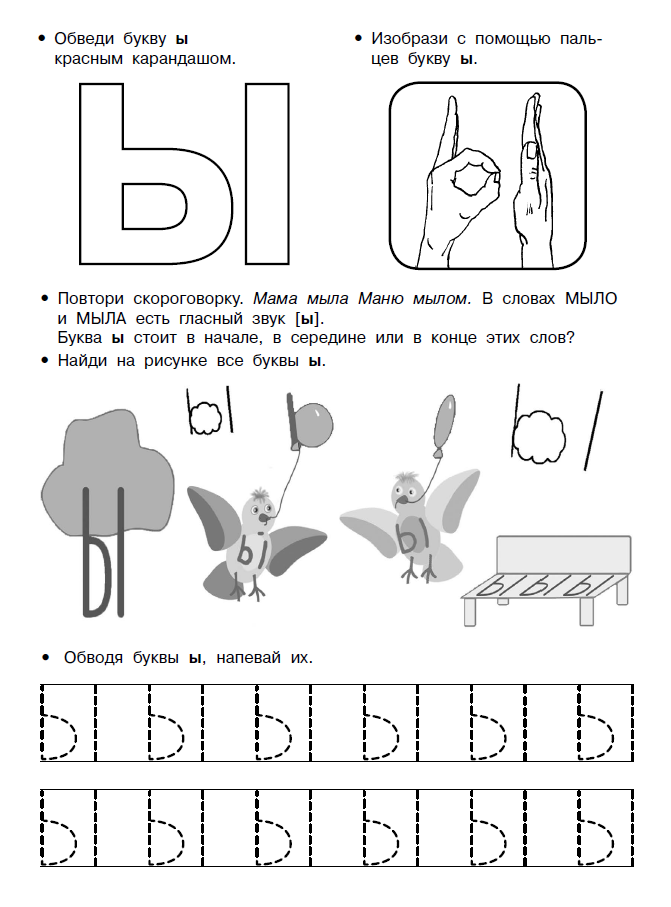 • Обведи букву ы
красным карандашом.
• Изобрази с помощью паль-
цев букву ы.
Ы
• Повтори скороговорку. Мама мыла Маню мылом. В словах МЫЛО
и МЫЛА есть гласный звук [ы].
Буква ы стоит в начале, в середине или в конце этих слов?
• Найди на рисунке все буквы ы.
Ы Ы
Ы Ы Ы
Ы Ы Ы
• Обводя буквы ы, напевай их.
Ы Ы Ы Ы Ы Ы
Ы Ы Ы Ы Ы Ы